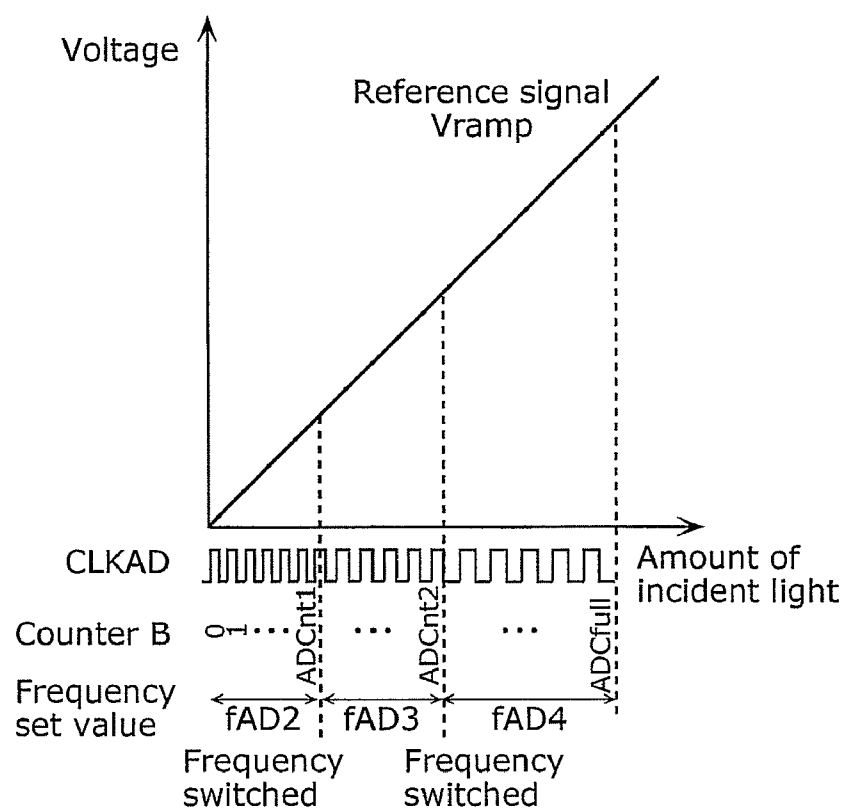 Voltage
Reference signal
Vramp
CLKAD
Amount of
incident light
Counter B
0 1 ••• ADCnt1 ••• ADCnt2 ••• ADCfull
Frequency
set value
fAD2 fAD3 fAD4
Frequency
switched
Frequency
switched